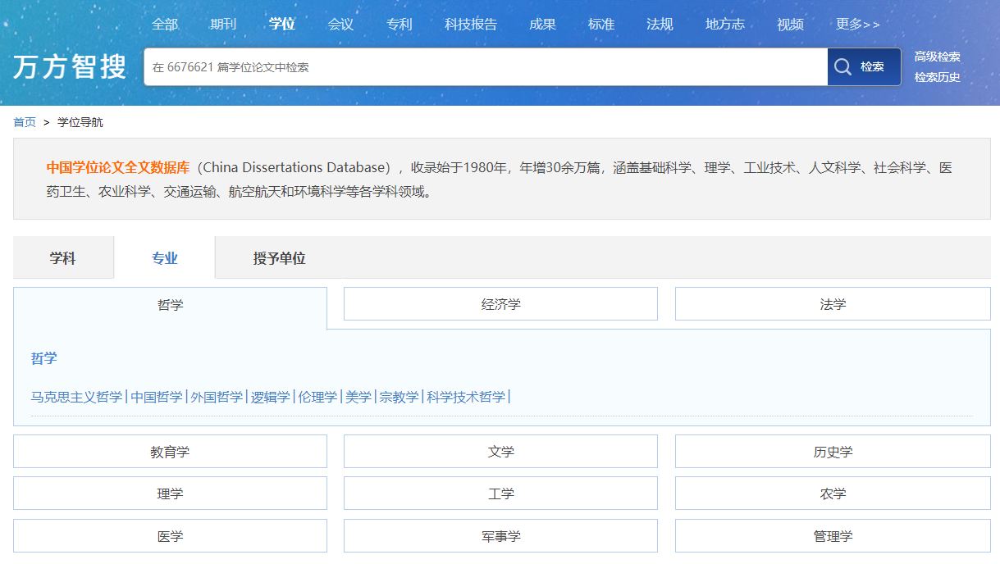 全部 期刊 学位 会议 专利 科技报告 成果 标准 法规 地方志 视频 更多>>
万方智搜 在 6676621 篇学位论文中检索 检索 高级检索
检索历史
首页 > 学位导航
中国学位论文全文数据库（China Dissertations Database），收录始于1980年，年增30余万篇，涵盖基础科学、理学、工业技术、人文科学、社会科学、医
药卫生、农业科学、交通运输、航空航天和环境科学等各学科领域。
学科 专业 授予单位
哲学 经济学 法学
哲学
马克思主义哲学|中国哲学|外国哲学|逻辑学|伦理学|美学|宗教学|科学技术哲学|
教育学 文学 历史学
理学 工学 农学
医学 军事学 管理学